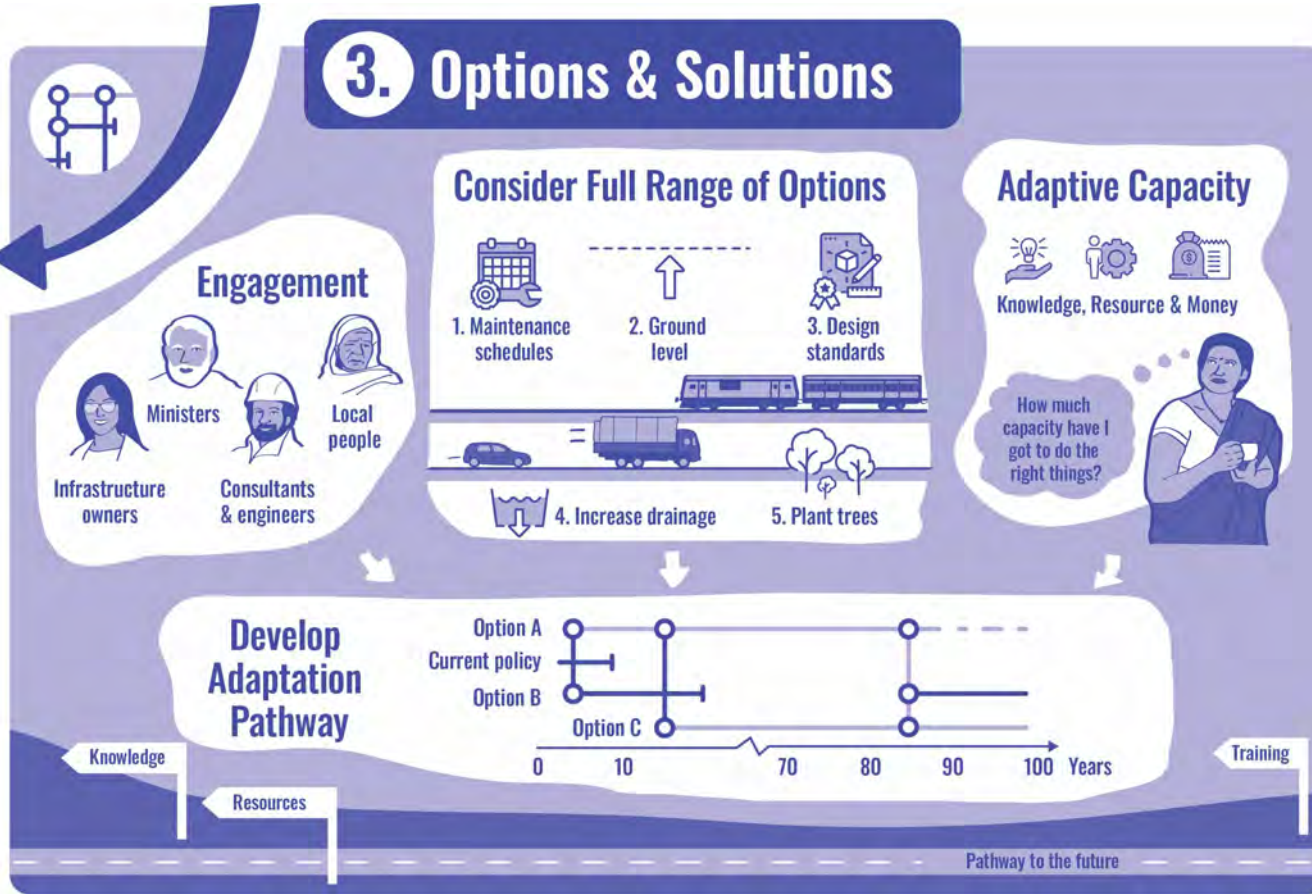 3. Options & Solutions
Engagement
Ministers
Local
people
Infrastructure
owners
Consultants
& engineers
Consider Full Range of Options
1. Maintenance
schedules
2. Ground
level
3. Design
standards
4. Increase drainage
5. Plant trees
Adaptive Capacity
$
Knowledge, Resource & Money
How much
capacity have I
got to do the
right things?
Develop
Adaptation
Pathway
Option A
Current policy
Option B
Option C
0 10 70 80 90 100 Years
Knowledge
Resources
Training
Pathway to the future